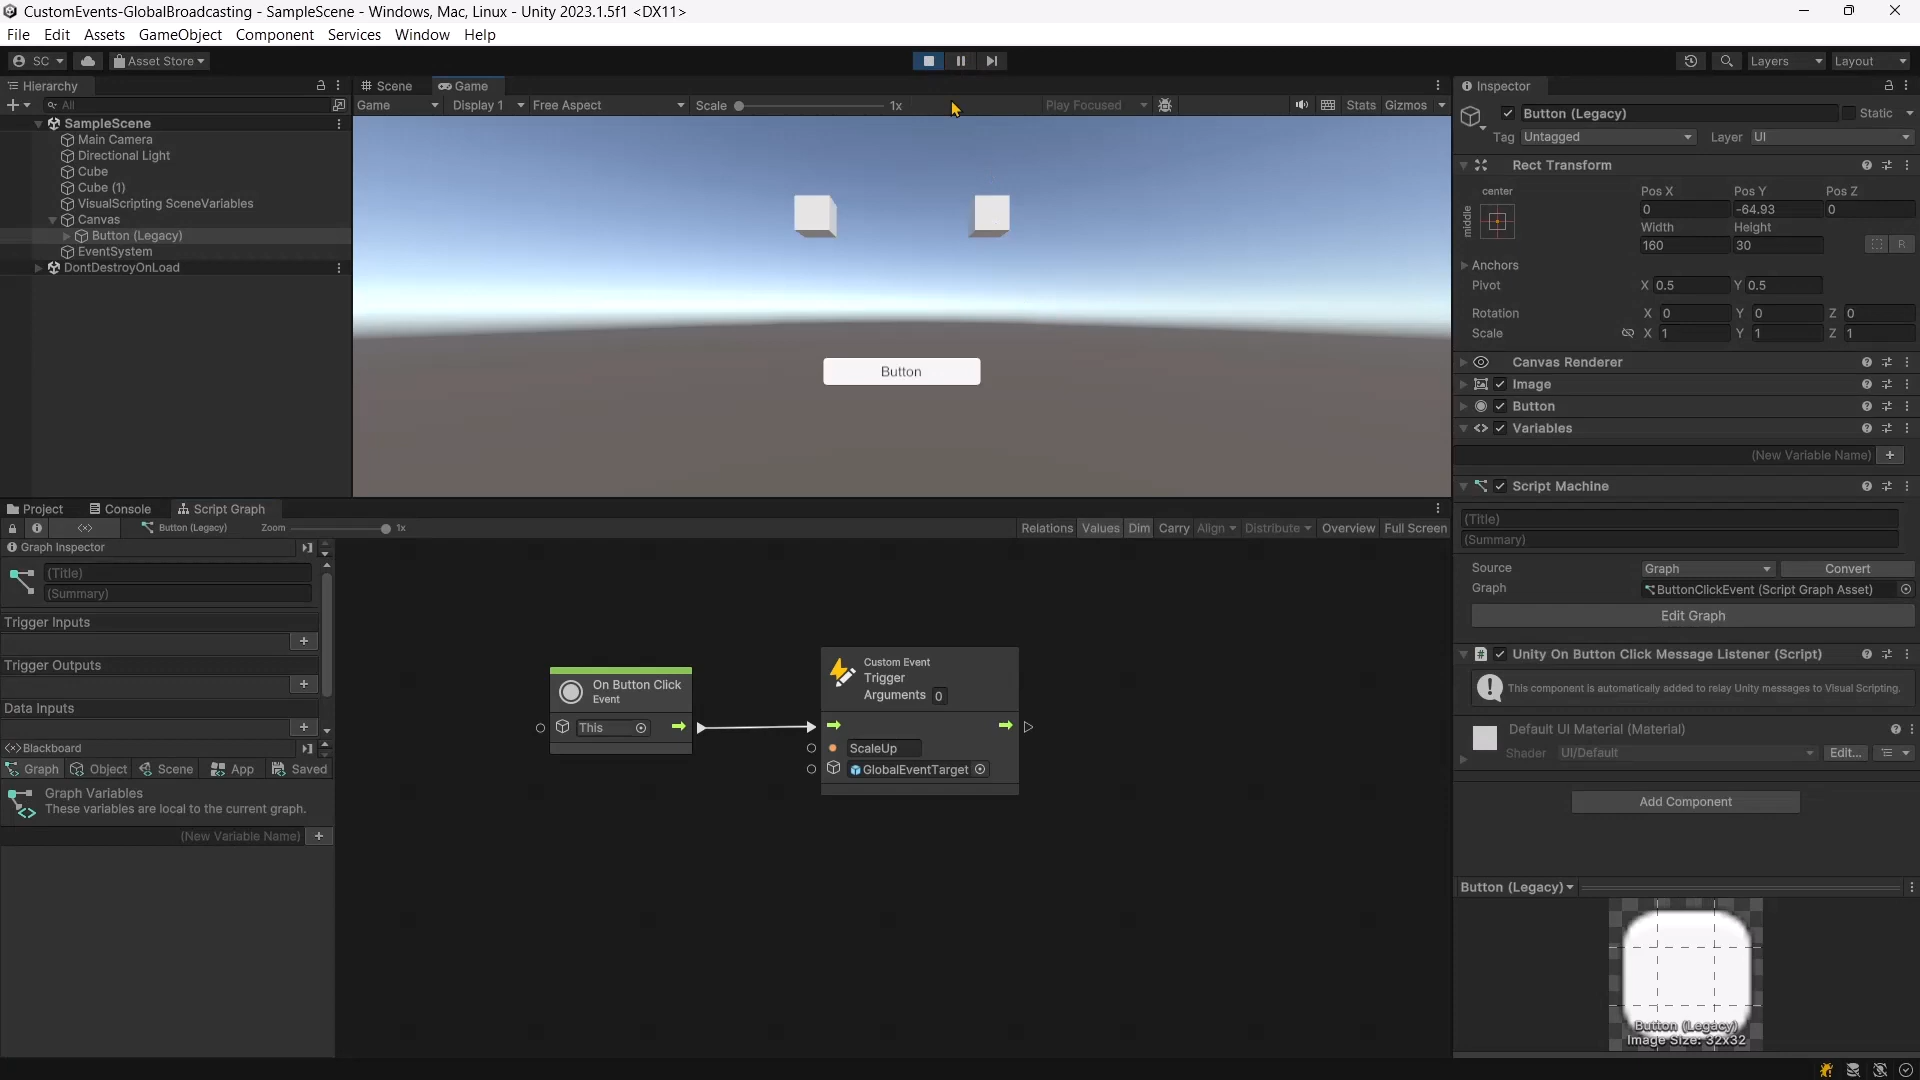 CustomEvents-GlobalBroadcasting - SampleScene - Windows, Mac, Linux - Unity 2023.1.5f1 <DX11>
File Edit Assets GameObject Component Services Window Help
SC Asset Store Layers Layout
Hierarchy
All
SampleScene
Main Camera
Directional Light
Cube
Cube (1)
VisualScripting SceneVariables
Canvas
Button (Legacy)
EventSystem
DontDestroyOnLoad
Scene Game
Game Display 1 Free Aspect Scale 1x Play Focused Stats Gizmos
Button
Project Console Script Graph
Button (Legacy) Zoom 1x Relations Values Dim Carry Align Distribute Overview Full Screen
Graph Inspector
(Title)
(Summary)
Trigger Inputs
+
Trigger Outputs
+
Data Inputs
+
Blackboard
Graph Object Scene App Saved
Graph Variables
These variables are local to the current graph.
(New Variable Name) +
On Button Click
Event
This
Custom Event
Trigger
Arguments 0
ScaleUp
GlobalEventTarget
Inspector
Button (Legacy) Static
Tag Untagged Layer UI
Rect Transform
center
middle
Pos X Pos Y Pos Z
0 -64.93 0
Width Height
160 30 R
Anchors
Pivot X 0.5 Y 0.5
Rotation X 0 Y 0 Z 0
Scale X 1 Y 1 Z 1
Canvas Renderer
Image
Button
Variables
(New Variable Name) +
Script Machine
(Title)
(Summary)
Source Graph Convert
Graph ButtonClickEvent (Script Graph Asset)
Edit Graph
# Unity On Button Click Message Listener (Script)
This component is automatically added to relay Unity messages to Visual Scripting.
Default UI Material (Material)
Shader UI/Default Edit...
Add Component
Button (Legacy)
Button (Legacy)
Image Size: 32x32